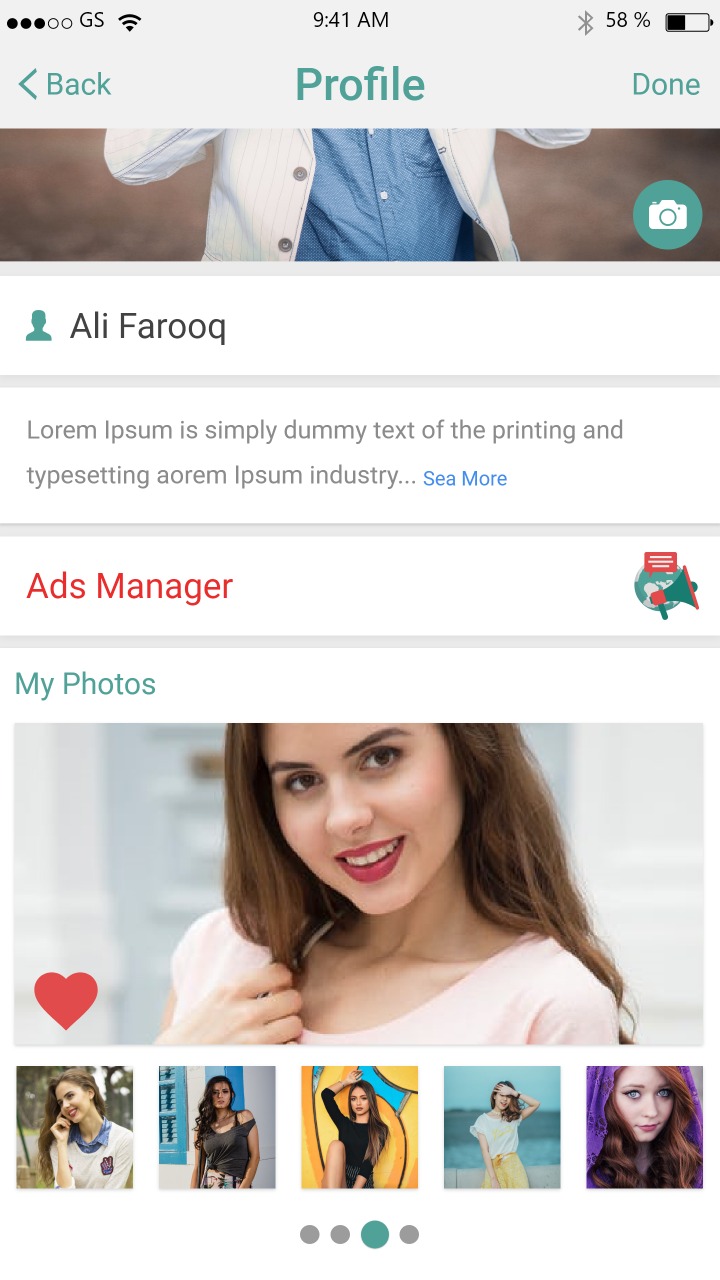 GS 9:41 AM 58 %
Back Profile Done
Ali Farooq
Lorem Ipsum is simply dummy text of the printing and
typesetting aorem Ipsum industry... Sea More
Ads Manager
My Photos